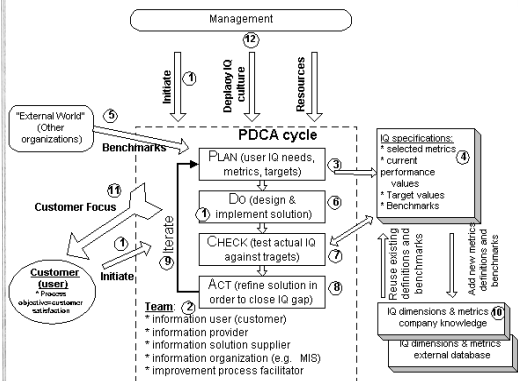 Management
12
Initiate
1
Deplaoy IQ
culture
Resources
"External World"
(Other
organizations)
5
Benchmarks
PDCA cycle
PLAN (user IQ needs,
metrics, targets)
3
IQ specifications:
* selected metrics
4
* current
performance
values
* Target values
* Benchmarks
11
Customer Focus
1
DO (design &
implement solution)
6
1
Initiate
Iterate
9
CHECK (test actual IQ
against tragets)
7
Customer
(user)
* Process
objective=customer
satisfaction
ACT (refine solution in
order to close IQ gap)
8
Reuse existing
definitions and
benchmarks
Add new metrics
definitions and
benchmarks
Team: 2
* information user (customer)
* information provider
* information solution supplier
* information organization (e.g. MIS)
* improvement process facilitator
IQ dimensions & metrics
company knowledge
10
IQ dimensions & metrics
external database